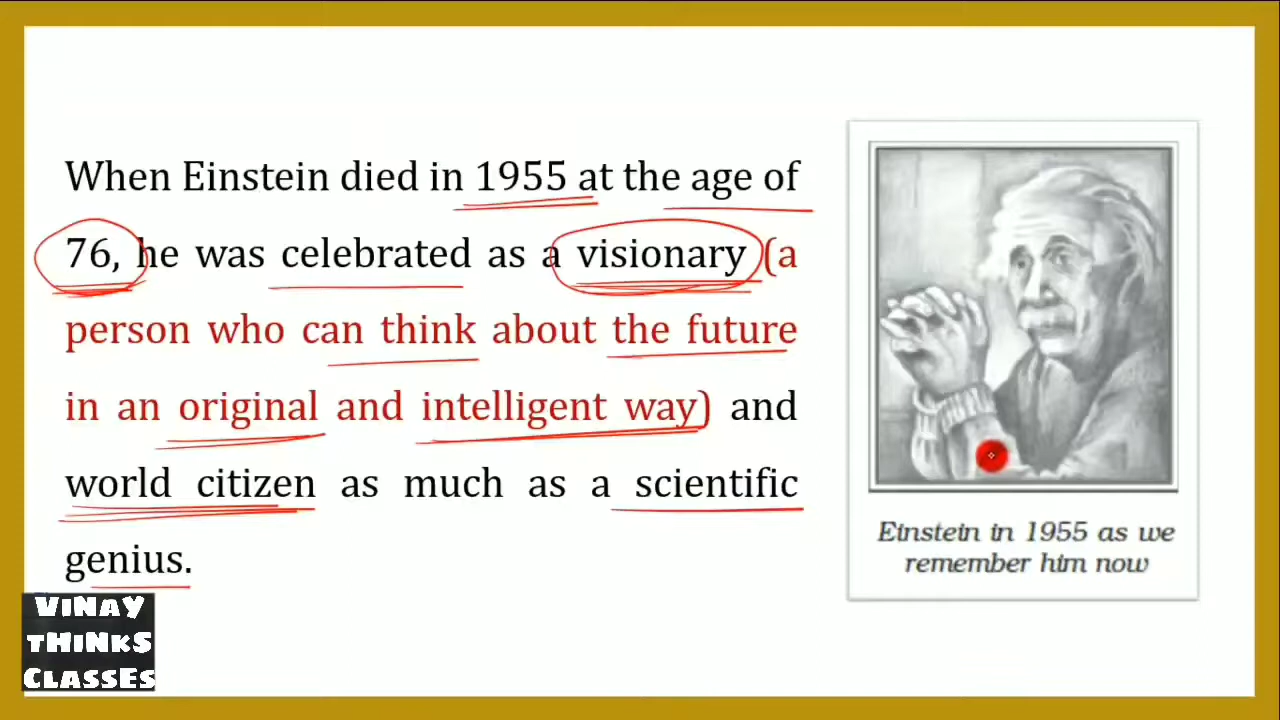 When Einstein died in 1955 at the age of
76, he was celebrated as a visionary (a
person who can think about the future
in an original and intelligent way) and
world citizen as much as a scientific
genius.
Einstein in 1955 as we
remember him now
VINAY
THINKS
CLASSES